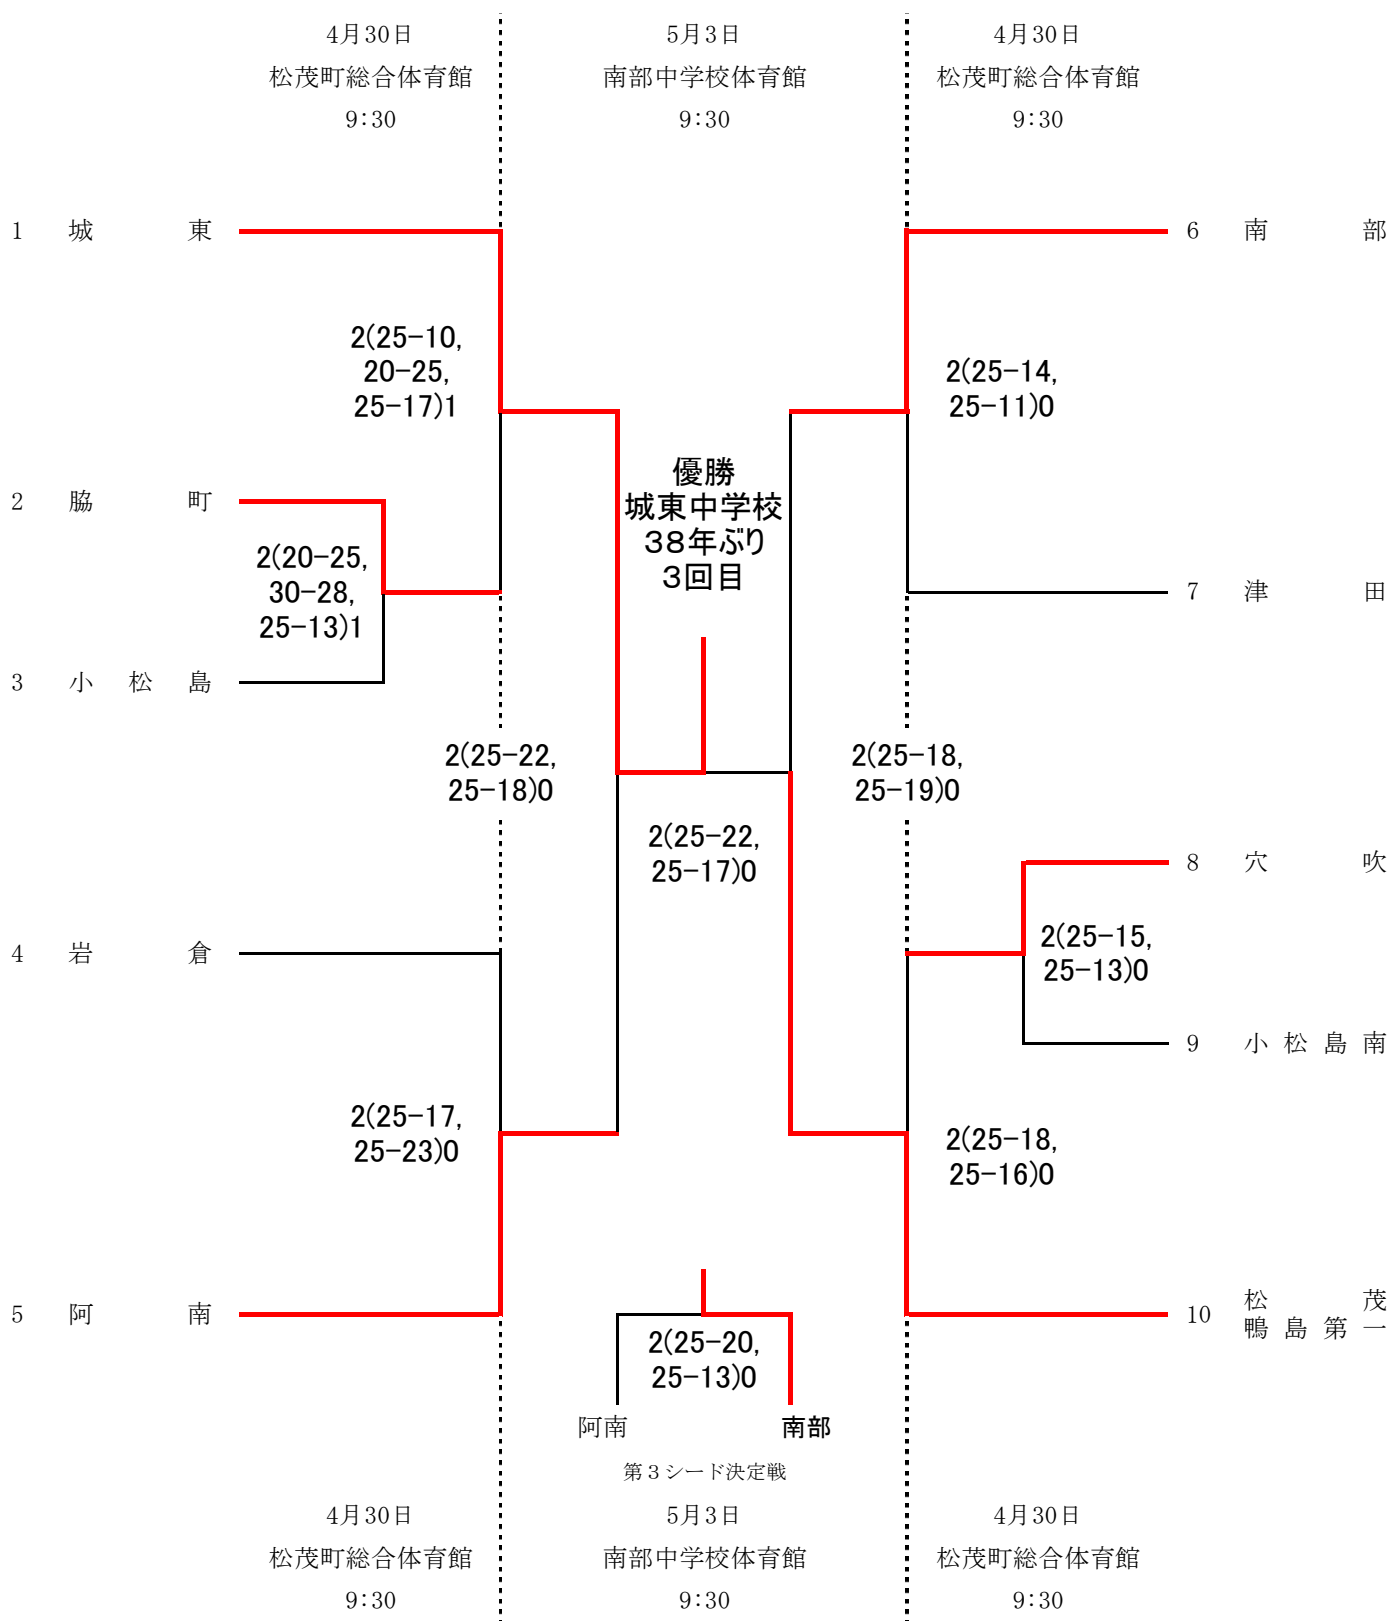 4月30日
松茂町総合体育館
9:30
5月3日
南部中学校体育館
9:30
4月30日
松茂町総合体育館
9:30
1 城東
6 南部
2(25-10,
20-25,
25-17)1
2(25-14,
25-11)0
優勝
城東中学校
38年ぶり
3回目
2 脇町
2(20-25,
30-28,
25-13)1
7 津田
3 小松島
2(25-22,
25-18)0
2(25-18,
25-19)0
2(25-22,
25-17)0
8 穴吹
4 岩倉
2(25-15,
25-13)0
9 小松島南
2(25-17,
25-23)0
2(25-18,
25-16)0
5 阿南
10 松茂
鴨島第一
2(25-20,
25-13)0
阿南
南部
第3シード決定戦
4月30日
松茂町総合体育館
9:30
5月3日
南部中学校体育館
9:30
4月30日
松茂町総合体育館
9:30